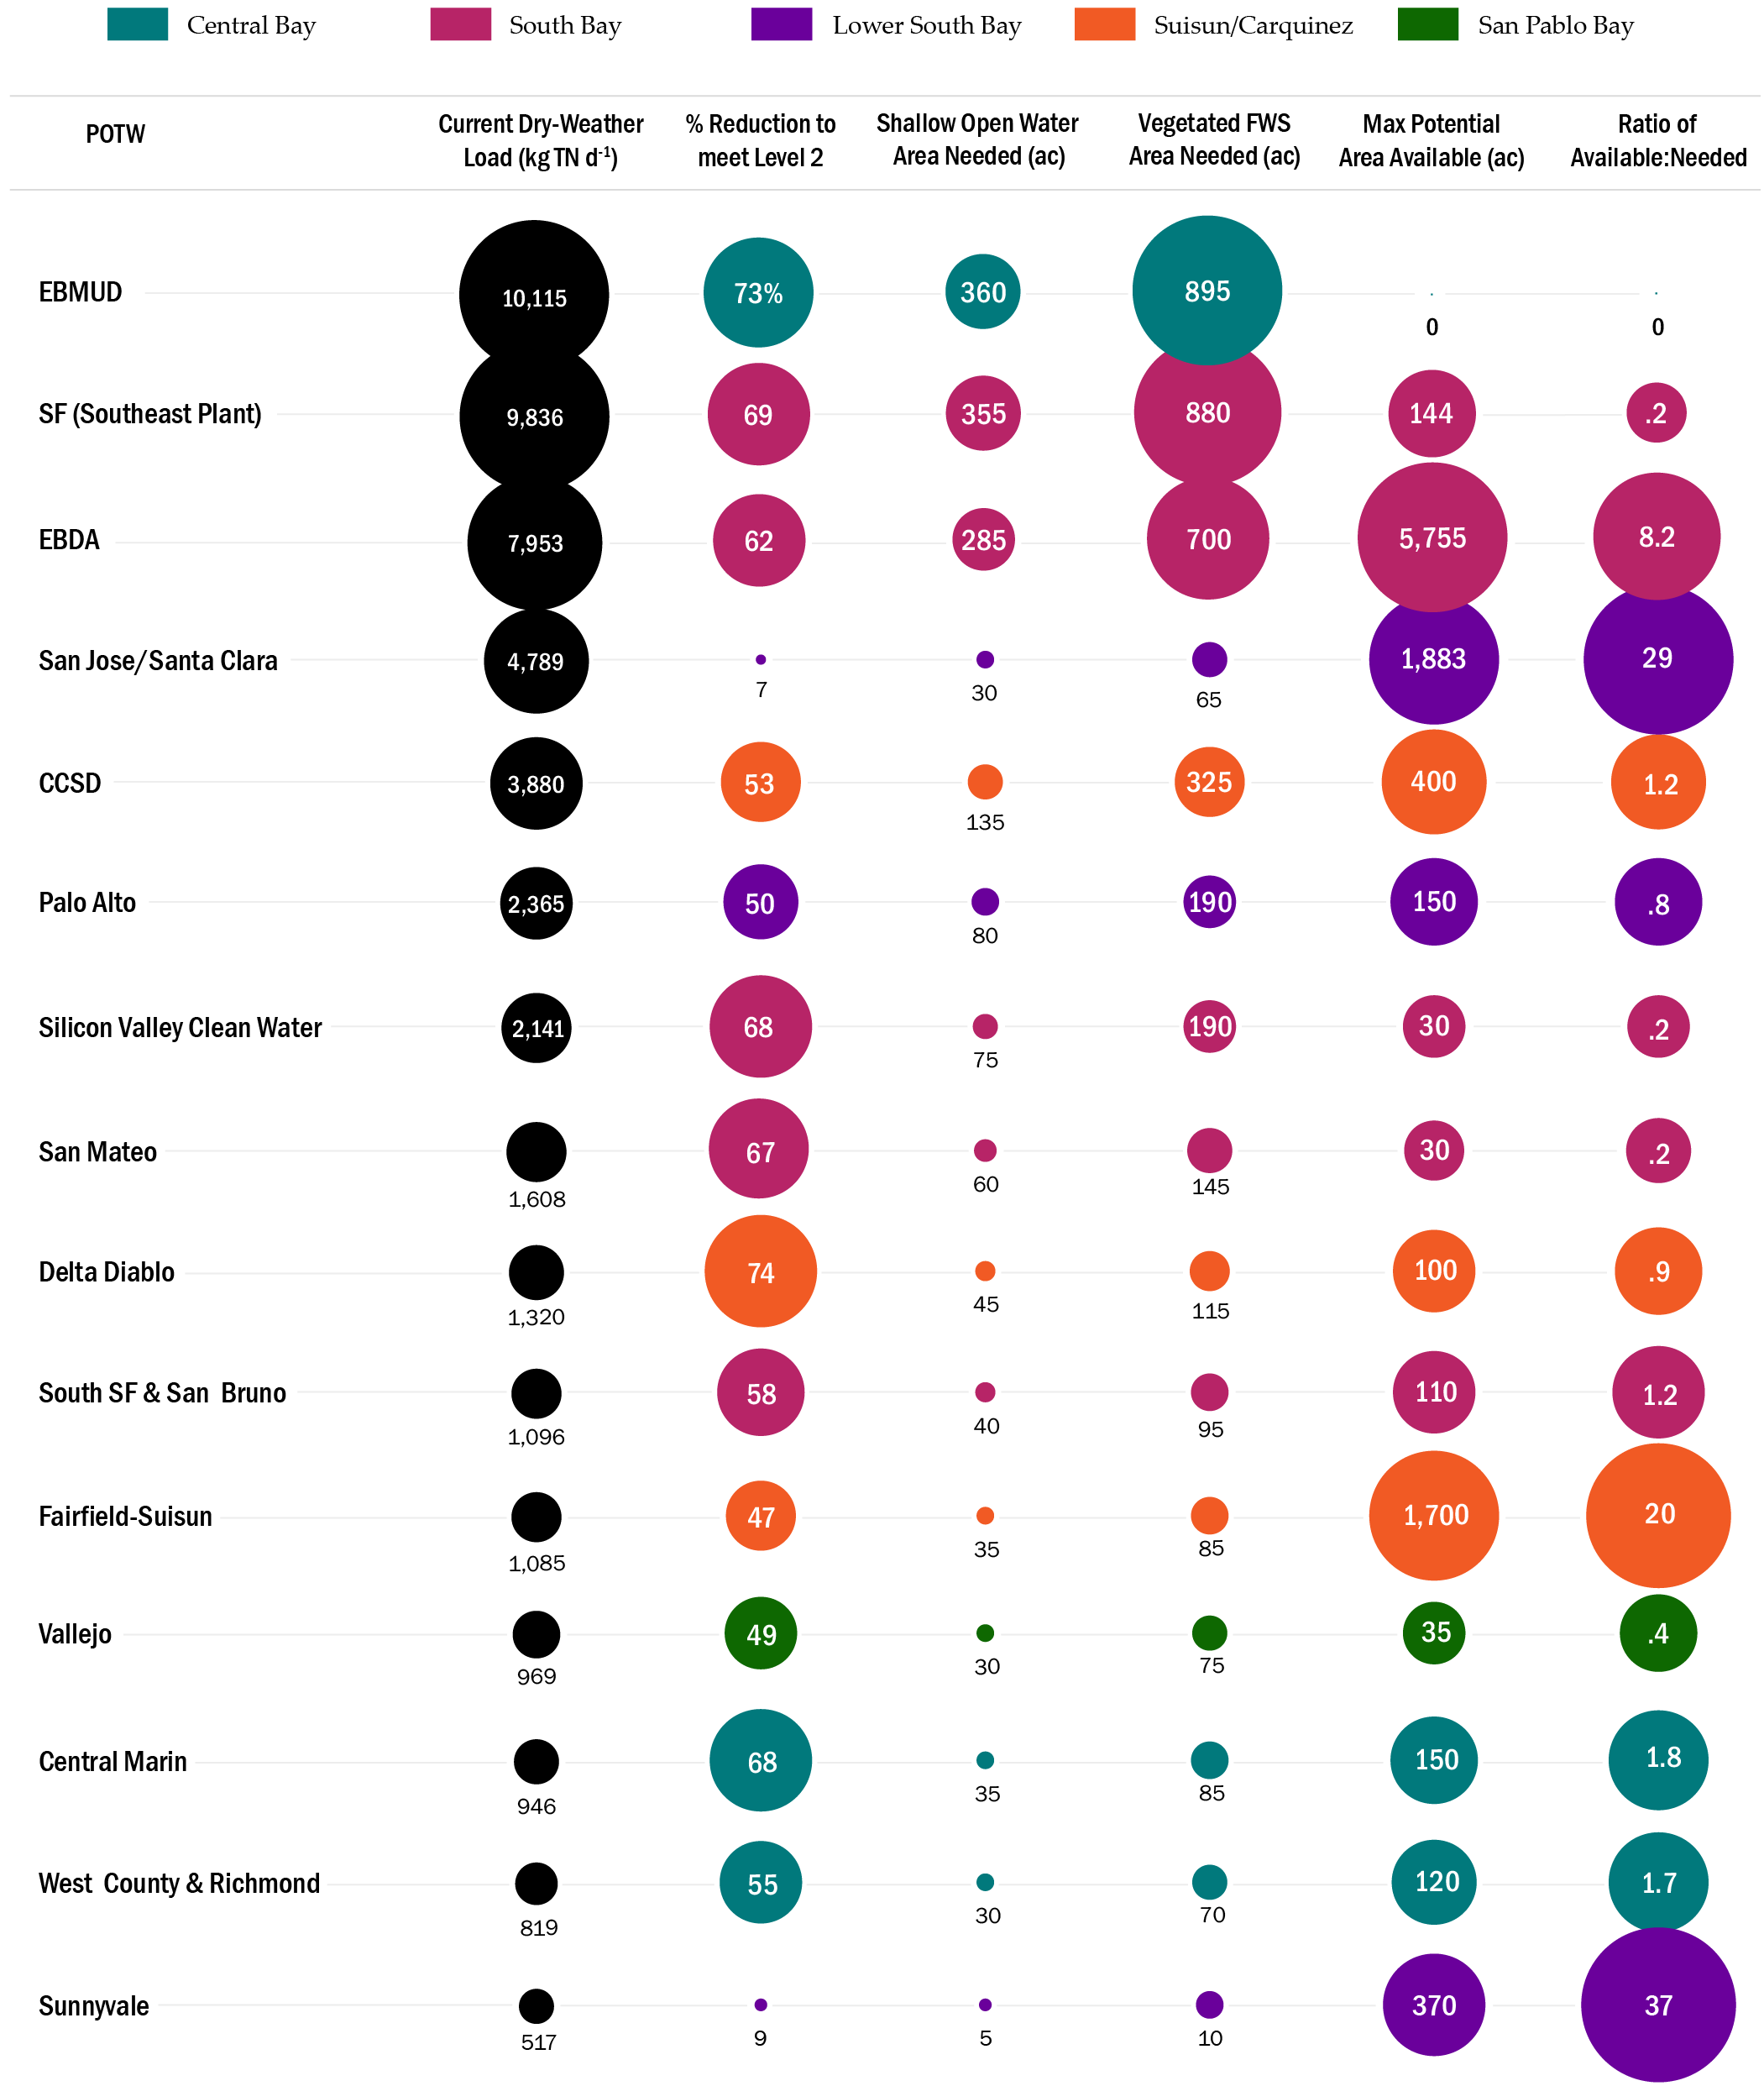 Central Bay South Bay Lower South Bay Suisun/Carquinez San Pablo Bay
POTW
Current Dry-Weather
Load (kg TN d-1)
% Reduction to
meet Level 2
Shallow Open Water
Area Needed (ac)
Vegetated FWS
Area Needed (ac)
Max Potential
Area Available (ac)
Ratio of
Available:Needed
EBMUD 10,115 73% 360 895 0 0
SF (Southeast Plant) 9,836 69 355 880 144 .2
EBDA 7,953 62 285 700 5,755 8.2
San Jose/Santa Clara 4,789 7 30 65 1,883 29
CCSD 3,880 53 135 325 400 1.2
Palo Alto 2,365 50 80 190 150 .8
Silicon Valley Clean Water 2,141 68 75 190 30 .2
San Mateo 1,608 67 60 145 30 .2
Delta Diablo 1,320 74 45 115 100 .9
South SF & San Bruno 1,096 58 40 95 110 1.2
Fairfield-Suisun 1,085 47 35 85 1,700 20
Vallejo 969 49 30 75 35 .4
Central Marin 946 68 35 85 150 1.8
West County & Richmond 819 55 30 70 120 1.7
Sunnyvale 517 9 5 10 370 37